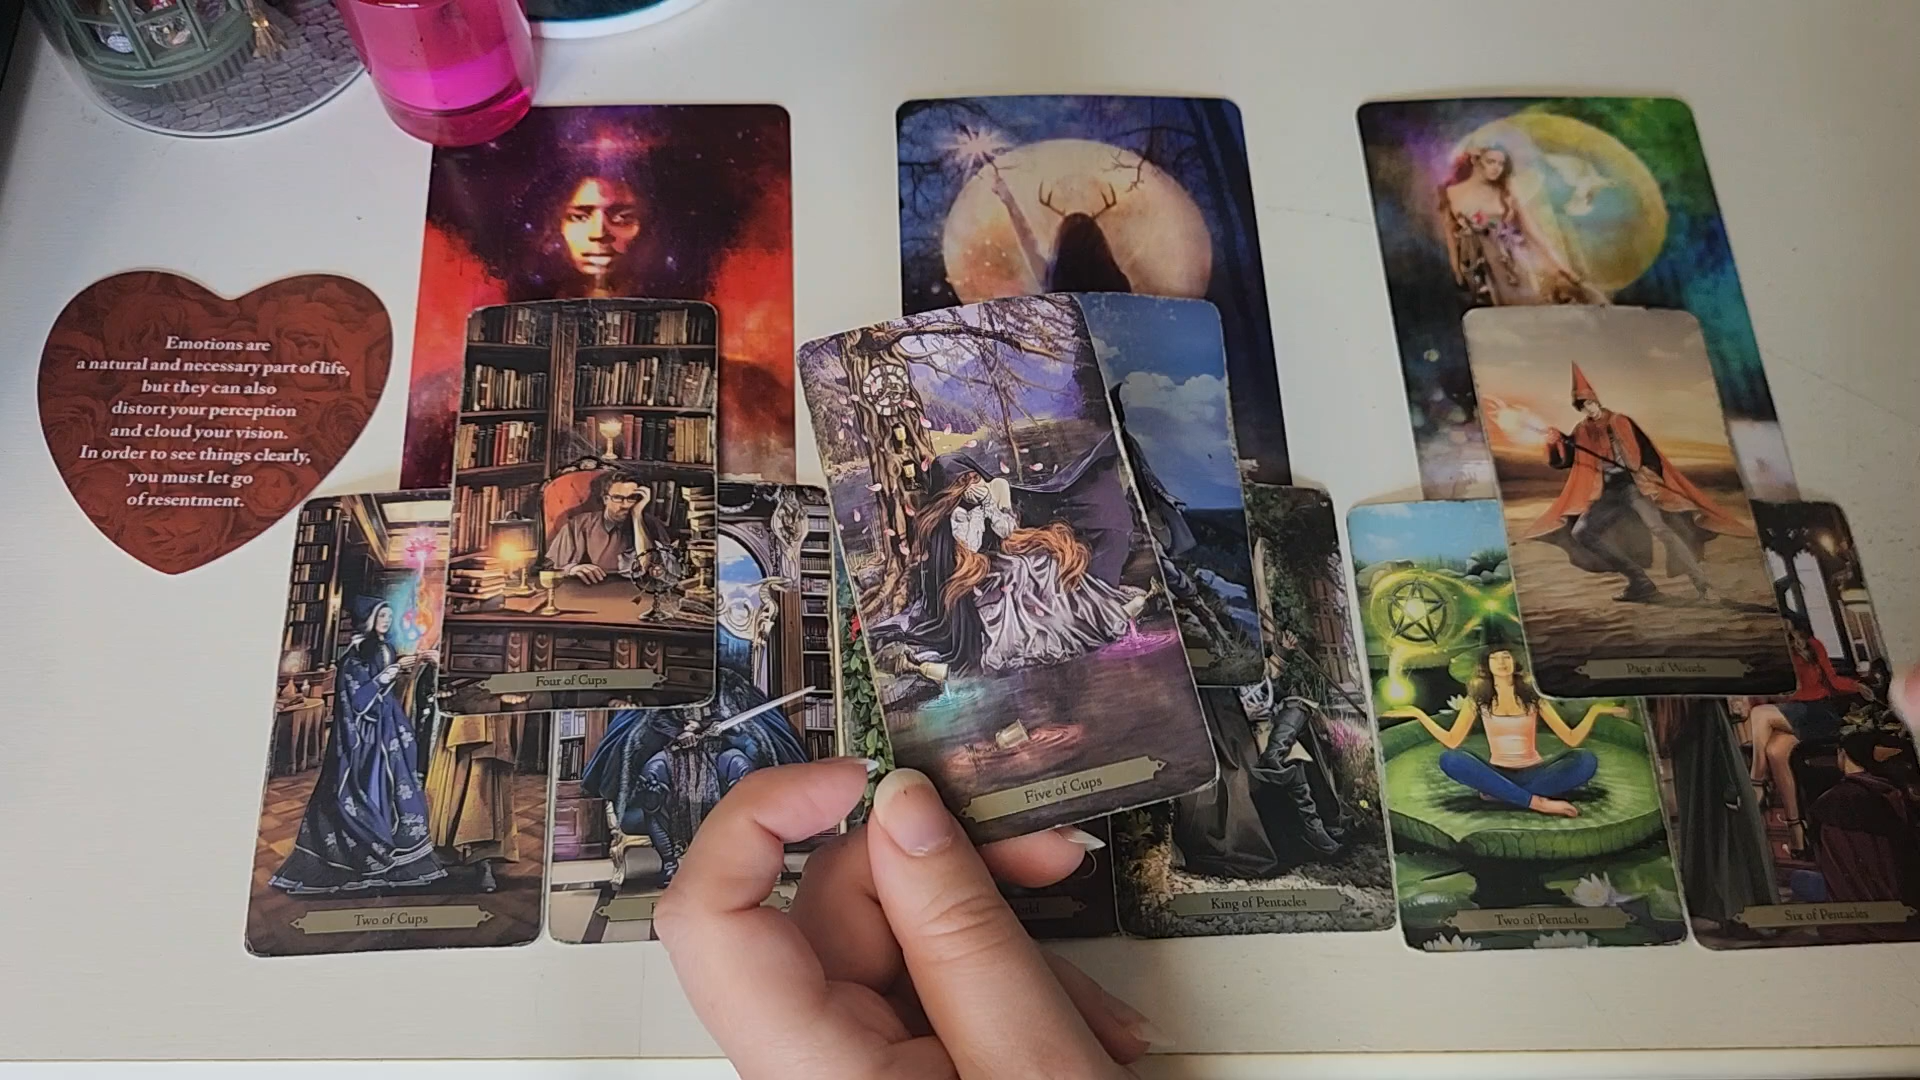 Emotions are
a natural and necessary part of life,
but they can also
distort your perception
and cloud your vision.
In order to see things clearly,
you must let go
of resentment.
Four of Cups
Page of Wands
Five of Cups
Two of Cups
King of Pentacles
Two of Pentacles
Six of Pentacles